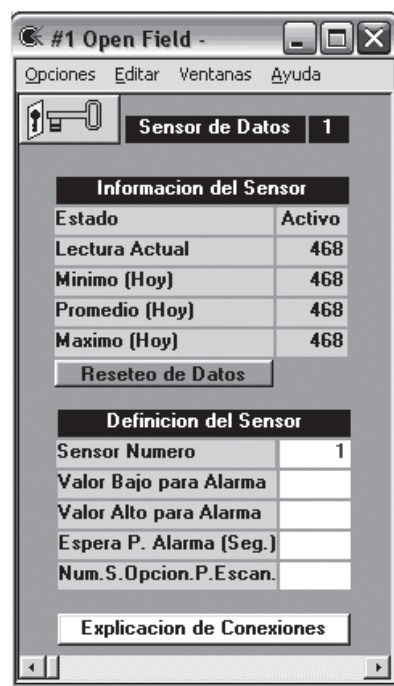 #1 Open Field -
Opciones Editar Ventanas Ayuda
Sensor de Datos 1
Informacion del Sensor
Estado Activo
Lectura Actual 468
Minimo (Hoy) 468
Promedio (Hoy) 468
Maximo (Hoy) 468
Reseteo de Datos
Definicion del Sensor
Sensor Numero 1
Valor Bajo para Alarma
Valor Alto para Alarma
Espera P. Alarma (Seg.)
Num.S.Opcion.P.Escan.
Explicacion de Conexiones